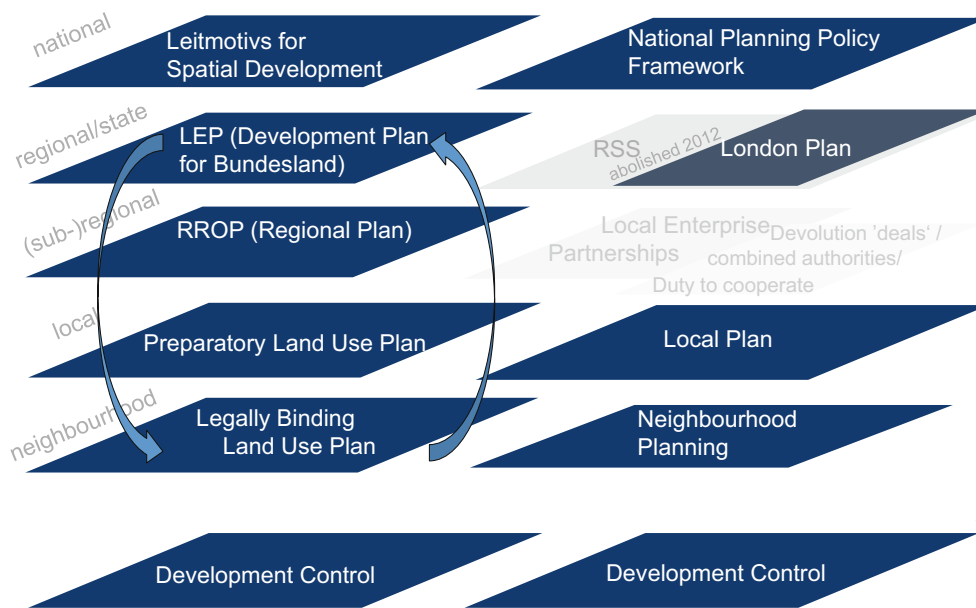 national
Leitmotivs for
Spatial Development
National Planning Policy
Framework
regional/state
LEP (Development Plan
for Bundesland)
RSS
abolished 2012
London Plan
(sub-)regional
RROP (Regional Plan)
Local Enterprise
Partnerships
Devolution 'deals' /
combined authorities/
Duty to cooperate
local
Preparatory Land Use Plan
Local Plan
neighbourhood
Legally Binding
Land Use Plan
Neighbourhood
Planning
Development Control
Development Control